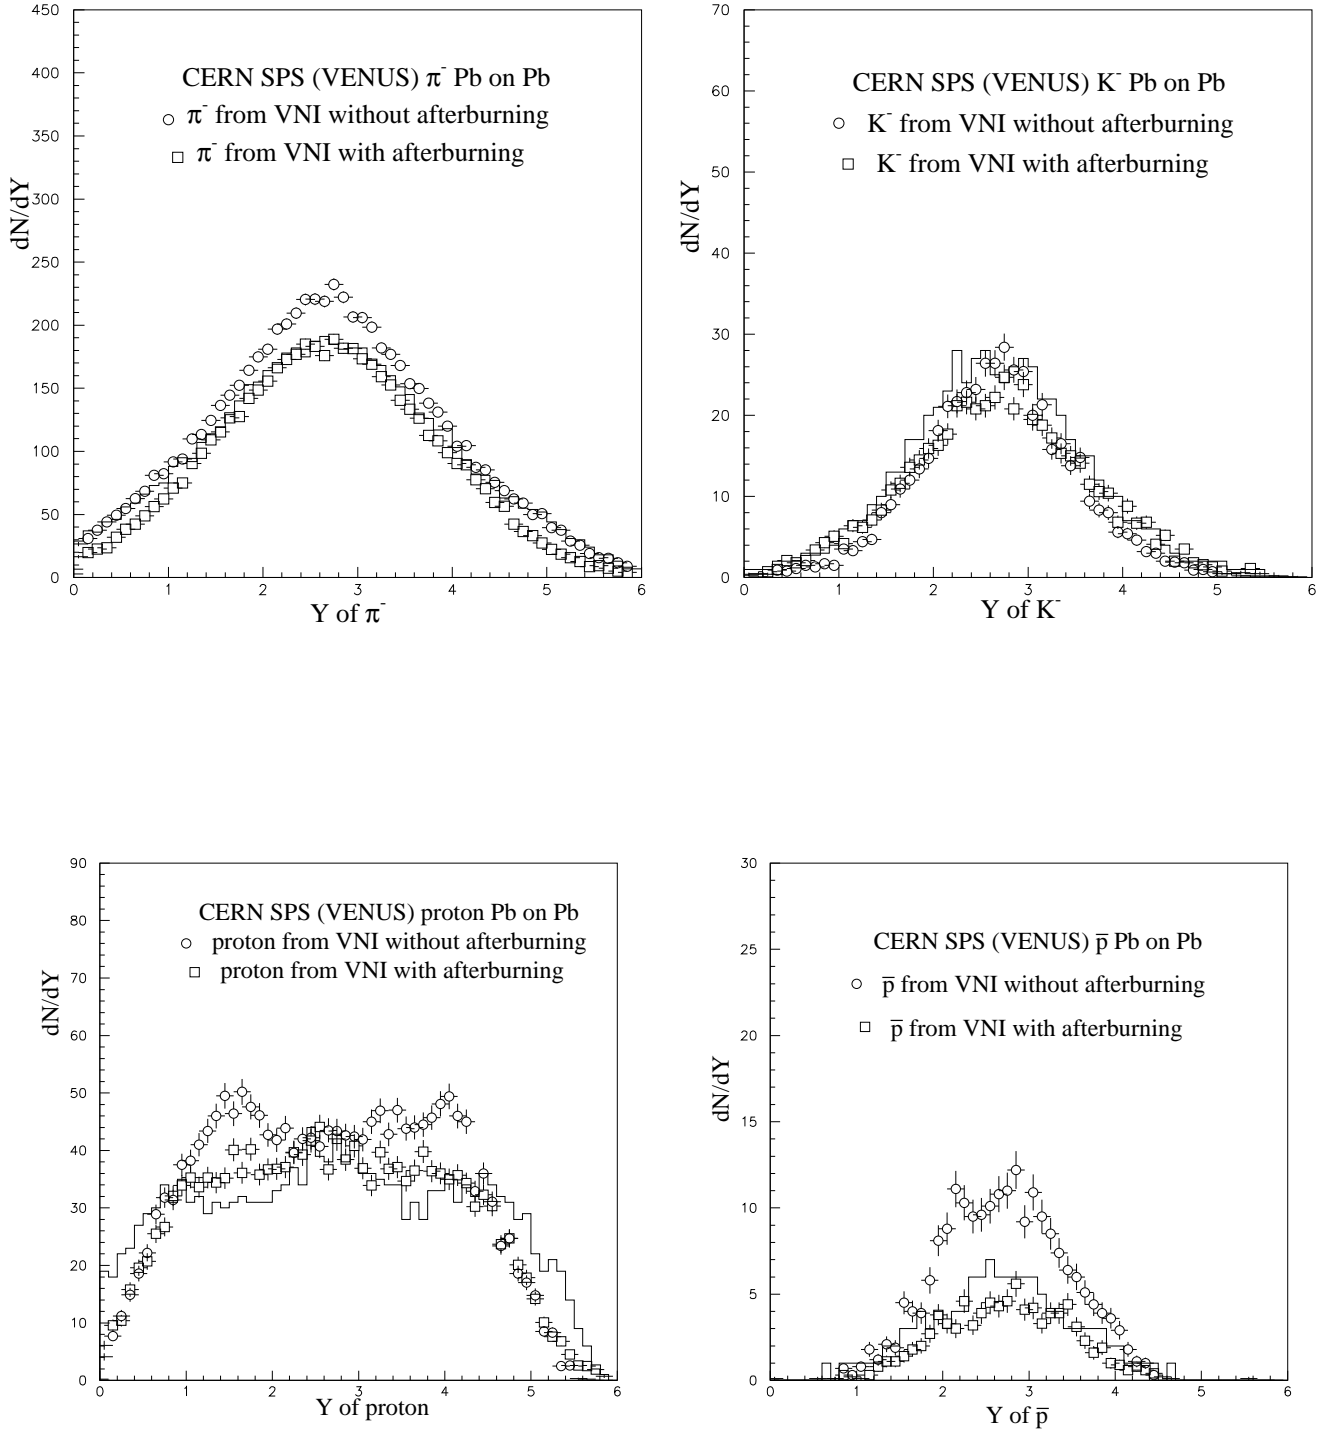 CERN SPS (VENUS) π⁻ Pb on Pb
π⁻ from VNI without afterburning
π⁻ from VNI with afterburning
dN/dY
450
400
350
300
250
200
150
100
50
0
0 1 2 3 4 5 6
Y of π⁻
CERN SPS (VENUS) K⁻ Pb on Pb
K⁻ from VNI without afterburning
K⁻ from VNI with afterburning
dN/dY
70
60
50
40
30
20
10
0
0 1 2 3 4 5 6
Y of K⁻
CERN SPS (VENUS) proton Pb on Pb
proton from VNI without afterburning
proton from VNI with afterburning
dN/dY
90
80
70
60
50
40
30
20
10
0
0 1 2 3 4 5 6
Y of proton
CERN SPS (VENUS) p̅ Pb on Pb
p̅ from VNI without afterburning
p̅ from VNI with afterburning
dN/dY
30
25
20
15
10
5
0
0 1 2 3 4 5 6
Y of p̅